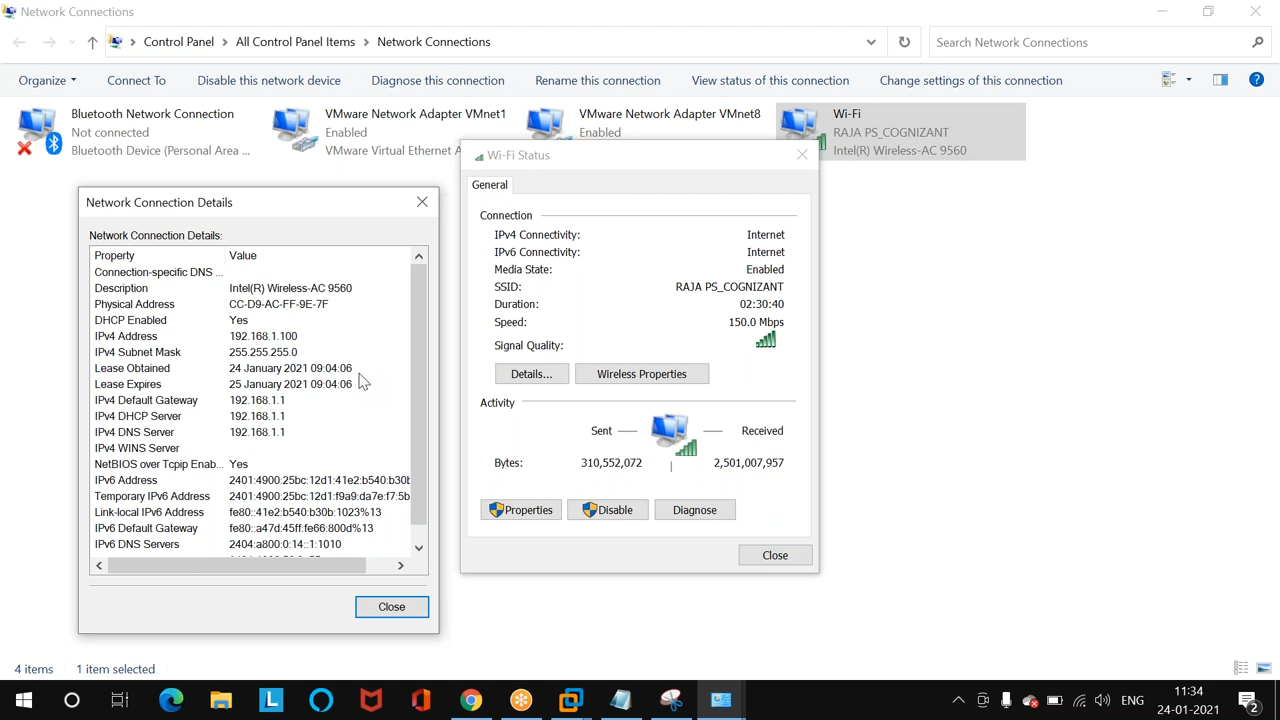 Network Connections
Control Panel > All Control Panel Items > Network Connections
Search Network Connections
Organize
Connect To
Disable this network device
Diagnose this connection
Rename this connection
View status of this connection
Change settings of this connection
Bluetooth Network Connection
Not connected
Bluetooth Device (Personal Area ...
VMware Network Adapter VMnet1
Enabled
VMware Virtual Ethernet A
VMware Network Adapter VMnet8
Enabled
Wi-Fi
RAJA PS_COGNIZANT
Intel(R) Wireless-AC 9560
Network Connection Details
Network Connection Details:
Property Value
Connection-specific DNS ...
Description Intel(R) Wireless-AC 9560
Physical Address CC-D9-AC-FF-9E-7F
DHCP Enabled Yes
IPv4 Address 192.168.1.100
IPv4 Subnet Mask 255.255.255.0
Lease Obtained 24 January 2021 09:04:06
Lease Expires 25 January 2021 09:04:06
IPv4 Default Gateway 192.168.1.1
IPv4 DHCP Server 192.168.1.1
IPv4 DNS Server 192.168.1.1
IPv4 WINS Server
NetBIOS over Tcpip Enab... Yes
IPv6 Address 2401:4900:25bc:12d1:41e2:b540:b30b
Temporary IPv6 Address 2401:4900:25bc:12d1:f9a9:da7e:f7:5b
Link-local IPv6 Address fe80::41e2:b540:b30b:1023%13
IPv6 Default Gateway fe80::a47d:45ff:fe66:800d%13
IPv6 DNS Servers 2404:a800:0:14::1:1010
Close
Wi-Fi Status
General
Connection
IPv4 Connectivity: Internet
IPv6 Connectivity: Internet
Media State: Enabled
SSID: RAJA PS_COGNIZANT
Duration: 02:30:40
Speed: 150.0 Mbps
Signal Quality:
Details...
Wireless Properties
Activity
Sent — — Received
Bytes: 310,552,072 | 2,501,007,957
Properties
Disable
Diagnose
Close
4 items
1 item selected
L
ENG
11:34
24-01-2021
2